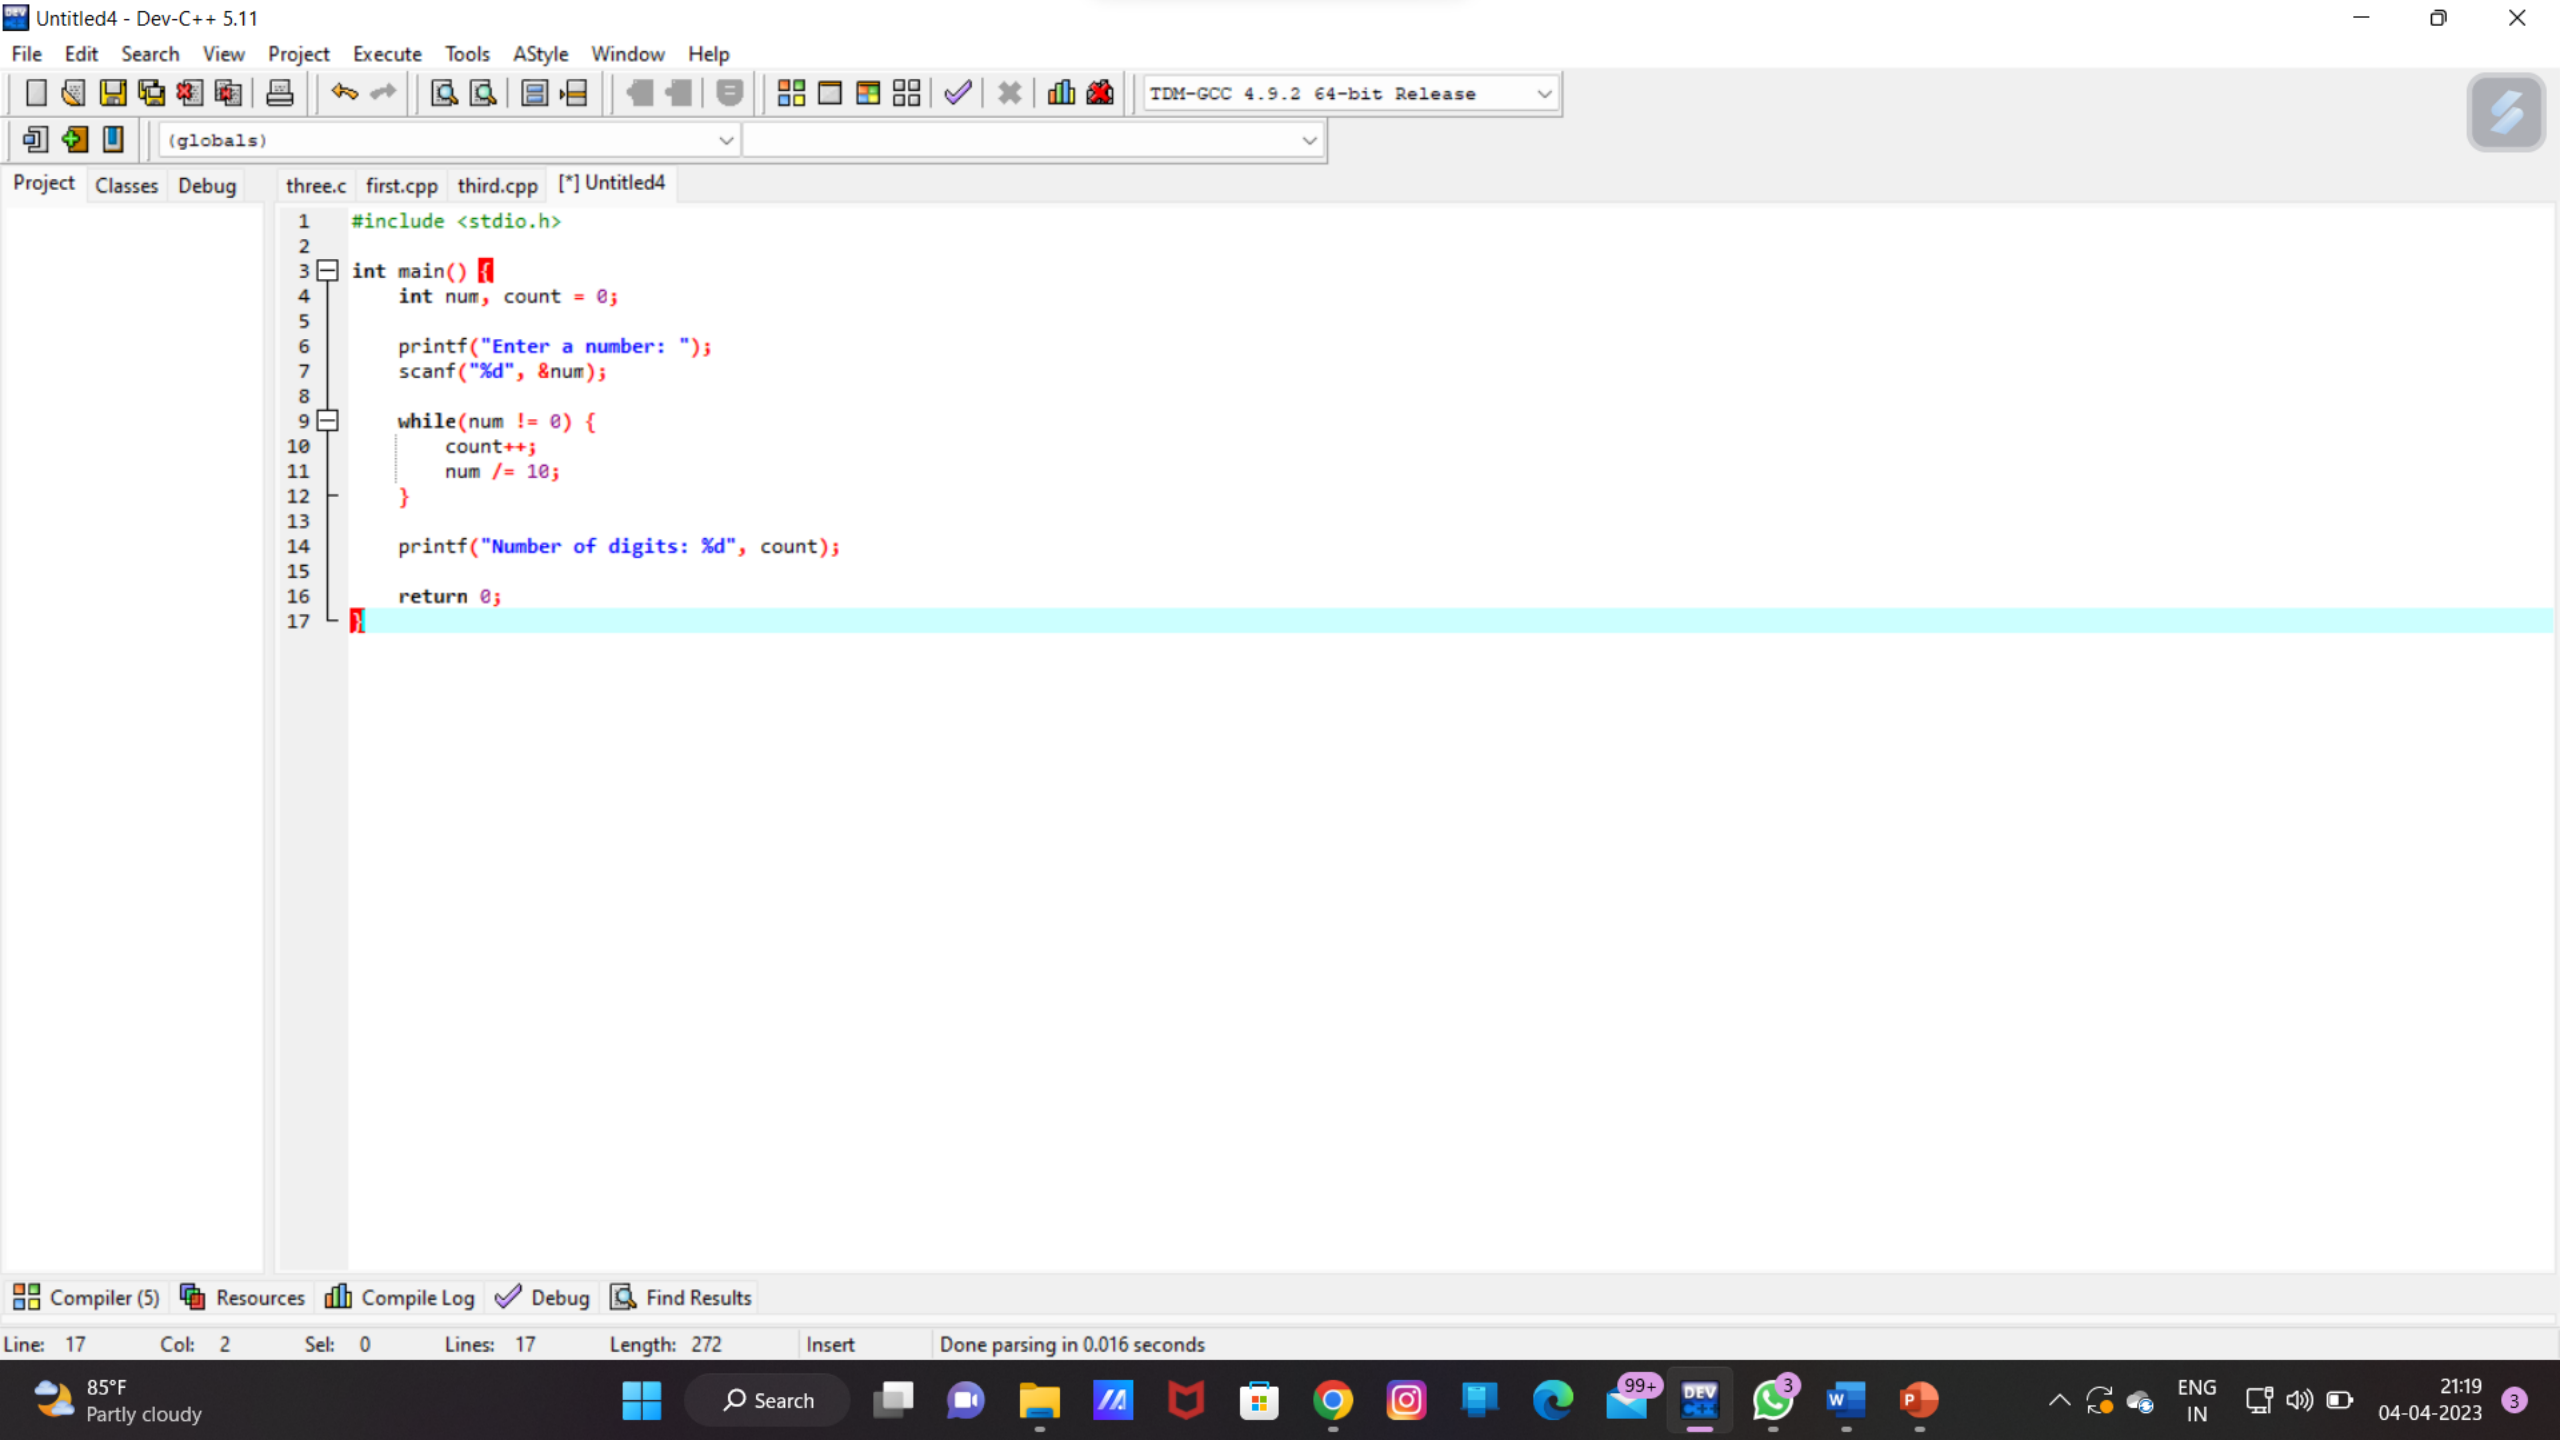 Untitled4 - Dev-C++ 5.11
File Edit Search View Project Execute Tools AStyle Window Help
TDM-GCC 4.9.2 64-bit Release
(globals)
Project Classes Debug three.c first.cpp third.cpp [*] Untitled4
1 #include <stdio.h>
2
3 int main() {
4 int num, count = 0;
5
6 printf("Enter a number: ");
7 scanf("%d", &num);
8
9 while(num != 0) {
10 count++;
11 num /= 10;
12 }
13
14 printf("Number of digits: %d", count);
15
16 return 0;
17 }
Compiler (5) Resources Compile Log Debug Find Results
Line: 17 Col: 2 Sel: 0 Lines: 17 Length: 272 Insert Done parsing in 0.016 seconds
85°F
Partly cloudy
Search
99+
DEV
C++
3
W
P
ENG
IN
21:19
04-04-2023
3